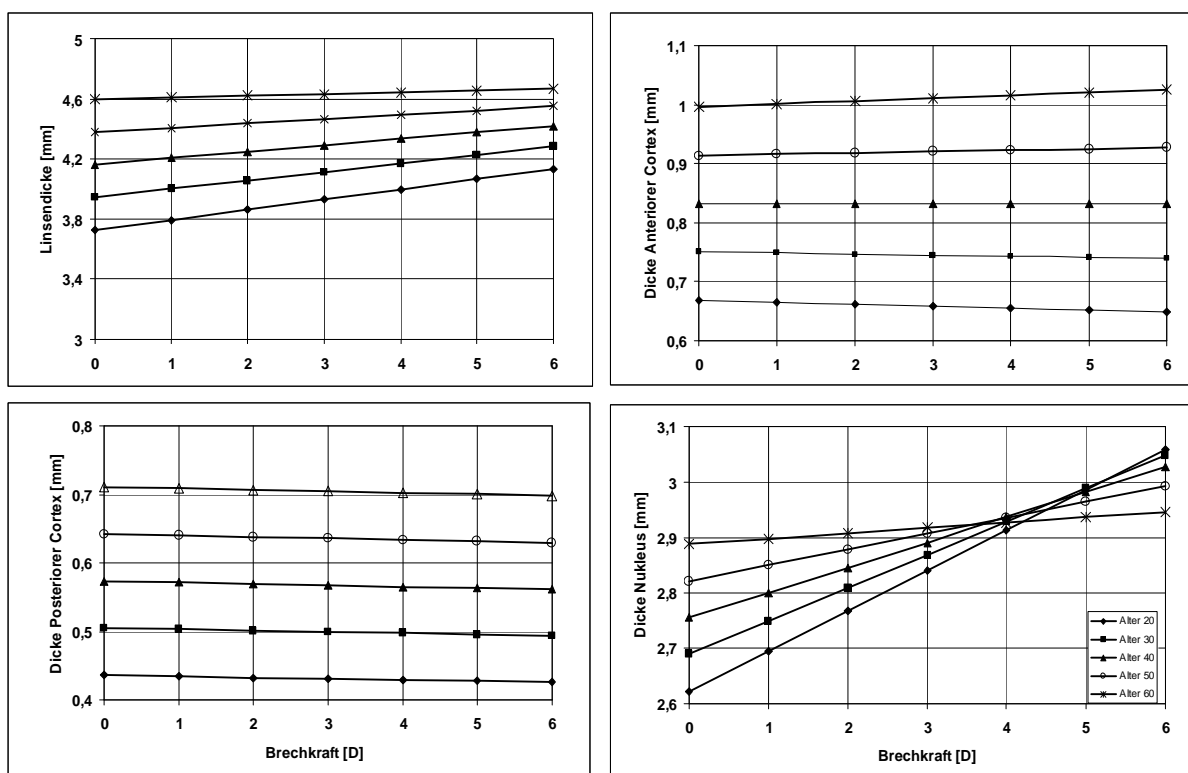 Linsendicke [mm]
5
4,6
4,2
3,8
3,4
3
0 1 2 3 4 5 6
Dicke Anteriorer Cortex [mm]
1,1
1
0,9
0,8
0,7
0,6
0 1 2 3 4 5 6
Dicke Posteriorer Cortex [mm]
0,8
0,7
0,6
0,5
0,4
0 1 2 3 4 5 6
Brechkraft [D]
Dicke Nukleus [mm]
3,1
3
2,9
2,8
2,7
2,6
0 1 2 3 4 5 6
Brechkraft [D]
Alter 20
Alter 30
Alter 40
Alter 50
Alter 60